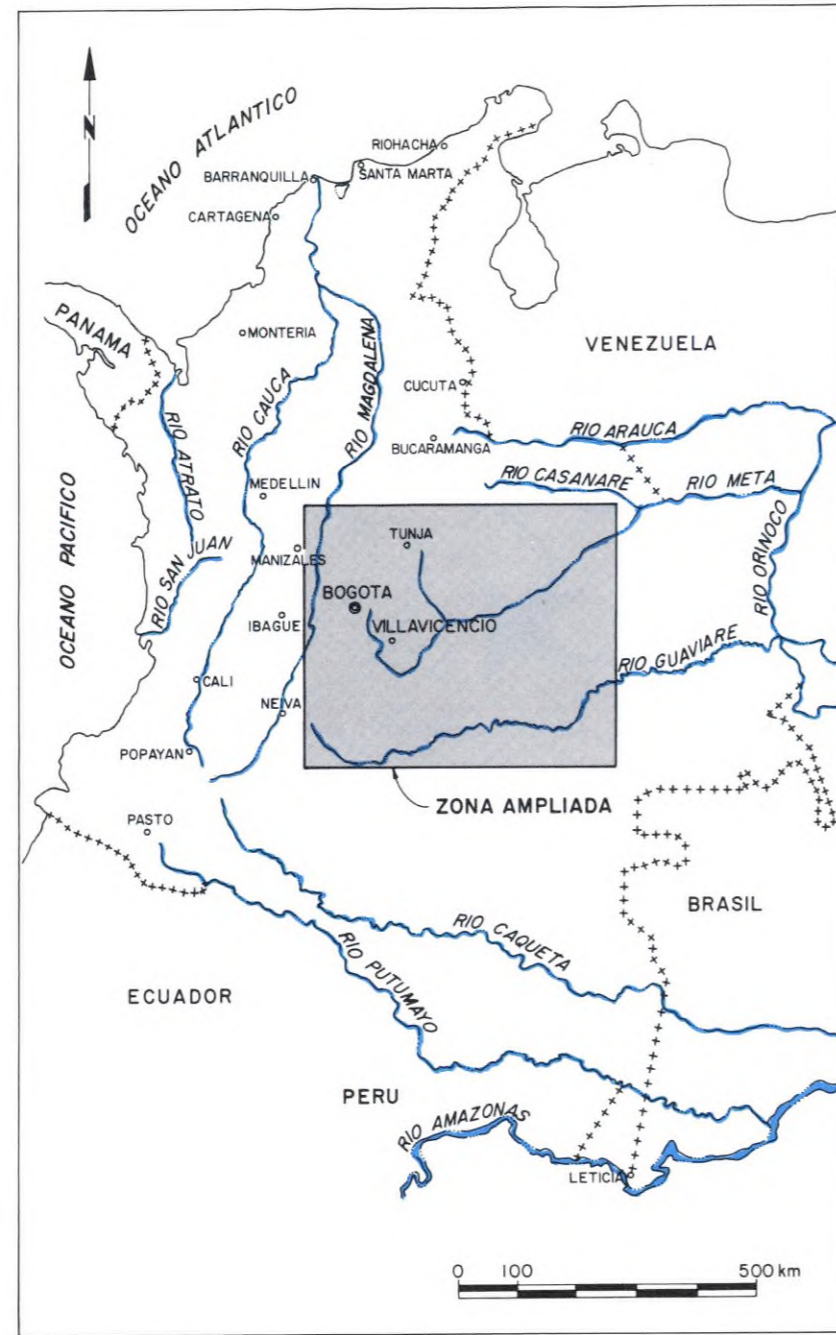 N
OCEANO ATLANTICO
RIOHACHA
SANTA MARTA
BARRANQUILLA
CARTAGENA
PANAMA
MONTERIA
VENEZUELA
RIO CAUCA
RIO MAGDALENA
CUCUTA
RIO ATRATO
BUCARAMANGA
RIO ARAUCA
RIO CASANARE
RIO META
MEDELLIN
OCEANO PACIFICO
RIO SAN JUAN
MANIZALES
TUNJA
RIO ORINOCO
BOGOTA
IBAGUE
VILLAVICENCIO
RIO GUAVIARE
CALI
NEIVA
POPAYAN
ZONA AMPLIADA
PASTO
BRASIL
RIO CAQUETA
ECUADOR
RIO PUTUMAYO
PERU
RIO AMAZONAS
LETICIA
0 100 500 km